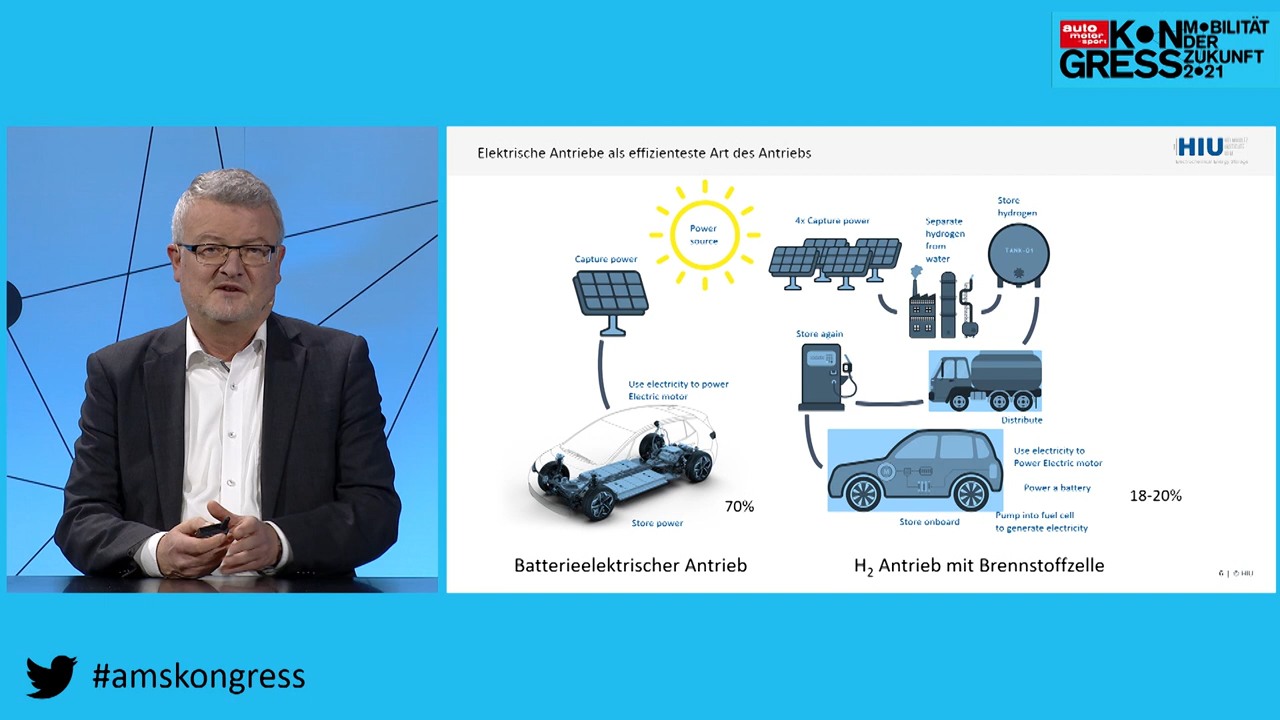 auto
motor
sport
KONGRESS
MOBILITÄT
DER
ZUKUNFT
2021
Elektrische Antriebe als effizienteste Art des Antriebs
HIU
Power
source
Capture power
4x Capture power
Separate
hydrogen
from
water
Store
hydrogen
TANK-01
Store again
Use electricity to power
Electric motor
Distribute
Use electricity to
Power Electric motor
Power a battery
Pump into fuel cell
to generate electricity
Store onboard
Store power
70%
18-20%
Batterieelektrischer Antrieb
H₂ Antrieb mit Brennstoffzelle
6 | © HIU
#amskongress